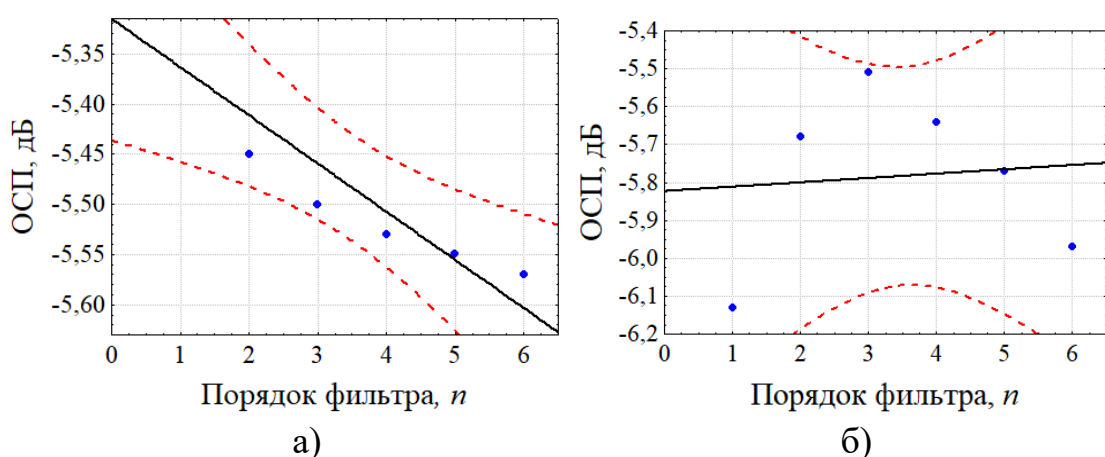 -5,35
-5,40
-5,45
-5,50
-5,55
-5,60
ОСП, дБ
0 1 2 3 4 5 6
Порядок фильтра, n
а)
-5,4
-5,5
-5,6
-5,7
-5,8
-5,9
-6,0
-6,1
-6,2
ОСП, дБ
0 1 2 3 4 5 6
Порядок фильтра, n
б)